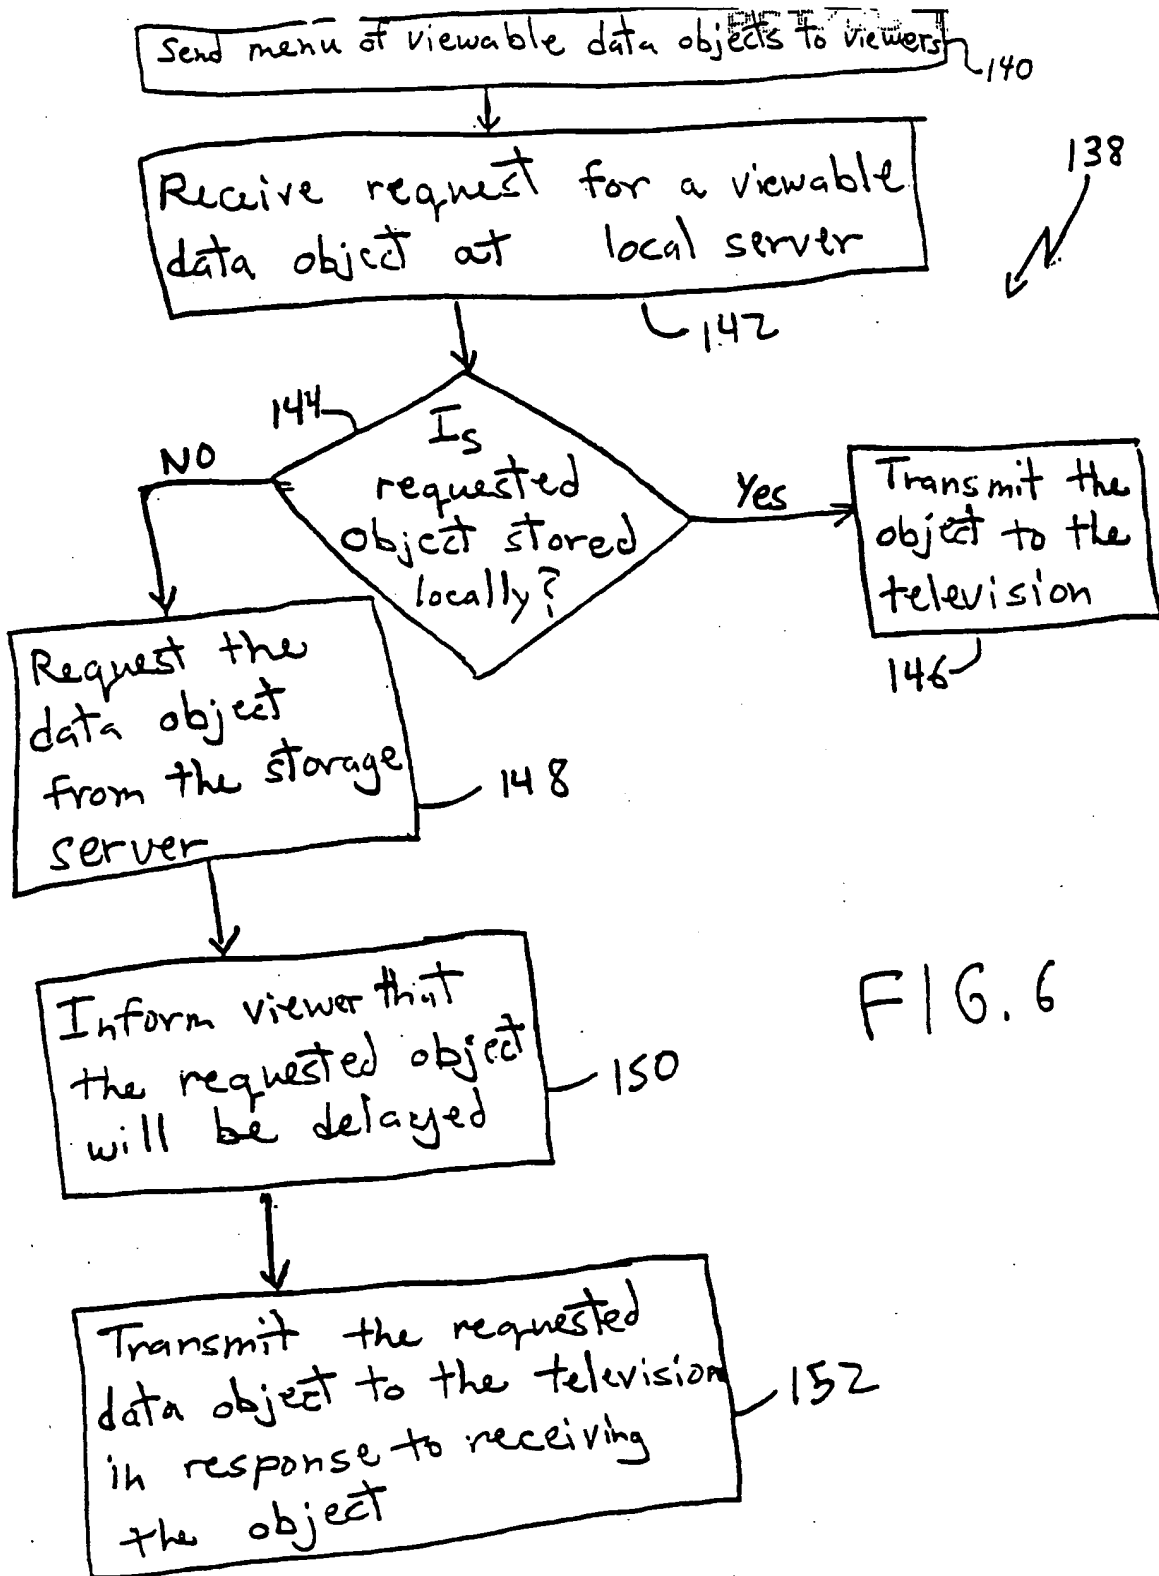 Send menu of viewable data objects to viewers
140
Receive request for a viewable
data object at local server
142
138
144
Is
requested
object stored
locally?
NO
Yes
Transmit the
object to the
television
146
Request the
data object
from the storage
server
148
Inform viewer that
the requested object
will be delayed
150
FIG. 6
Transmit the requested
data object to the television
in response to receiving
the object
152